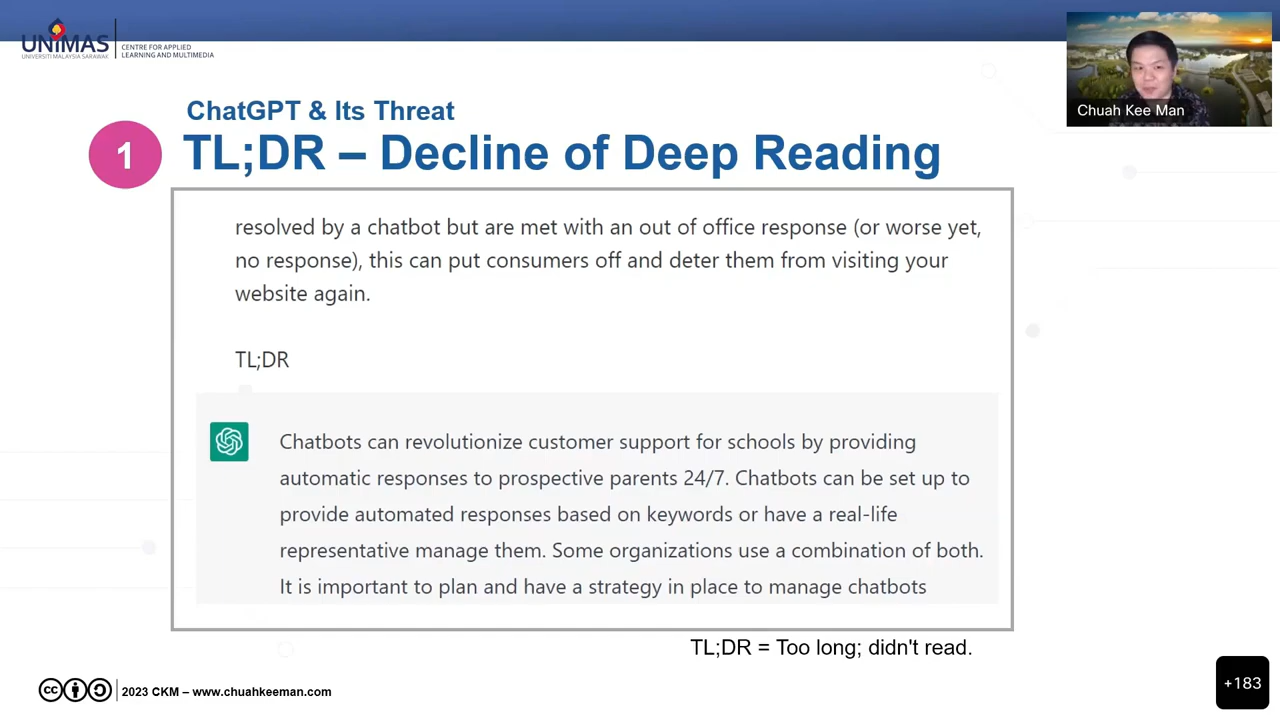 UNIMAS
UNIVERSITI MALAYSIA SARAWAK
CENTRE FOR APPLIED
LEARNING AND MULTIMEDIA
Chuah Kee Man
ChatGPT & Its Threat
1
TL;DR – Decline of Deep Reading
resolved by a chatbot but are met with an out of office response (or worse yet,
no response), this can put consumers off and deter them from visiting your
website again.
TL;DR
Chatbots can revolutionize customer support for schools by providing
automatic responses to prospective parents 24/7. Chatbots can be set up to
provide automated responses based on keywords or have a real-life
representative manage them. Some organizations use a combination of both.
It is important to plan and have a strategy in place to manage chatbots
TL;DR = Too long; didn't read.
cc
2023 CKM – www.chuahkeeman.com
+183